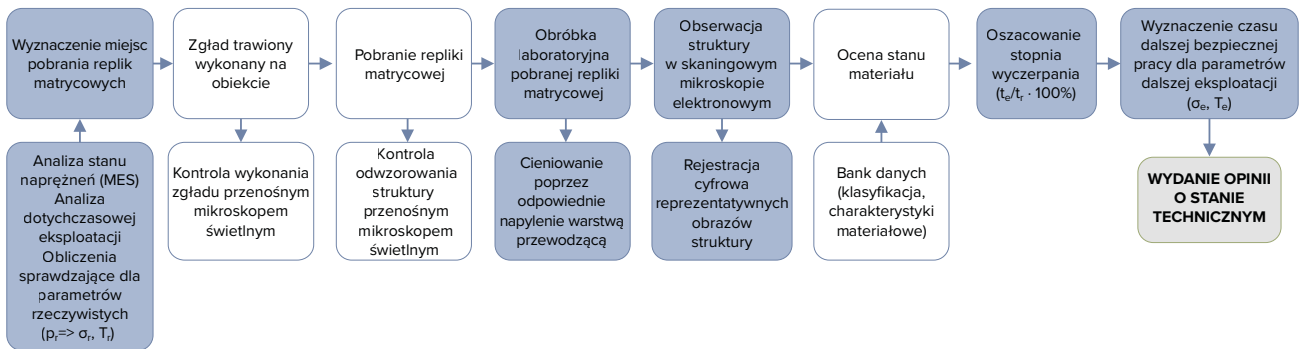 Wyznaczenie miejsc
pobrania replik
matrycowych
Zgład trawiony
wykonany na
obiekcie
Pobranie repliki
matrycowej
Obróbka
laboratoryjna
pobranej repliki
matrycowej
Obserwacja
struktury
w skaningowym
mikroskopie
elektronowym
Ocena stanu
materiału
Oszacowanie
stopnia
wyczerpania
(tₑ/tᵣ · 100%)
Wyznaczenie czasu
dalszej bezpiecznej
pracy dla parametrów
dalszej eksploatacji
(σₑ, Tₑ)
Analiza stanu
naprężeń (MES)
Analiza
dotychczasowej
eksploatacji
Obliczenia
sprawdzające dla
parametrów
rzeczywistych
(pᵣ=> σᵣ, Tᵣ)
Kontrola wykonania
zgładu przenośnym
mikroskopem
świetlnym
Kontrola
odwzorowania
struktury
przenośnym
mikroskopem
świetlnym
Cieniowanie
poprzez
odpowiednie
napylenie warstwą
przewodzącą
Rejestracja
cyfrowa
reprezentatywnych
obrazów
struktury
Bank danych
(klasyfikacja,
charakterystyki
materiałowe)
WYDANIE OPINII
O STANIE
TECHNICZNYM